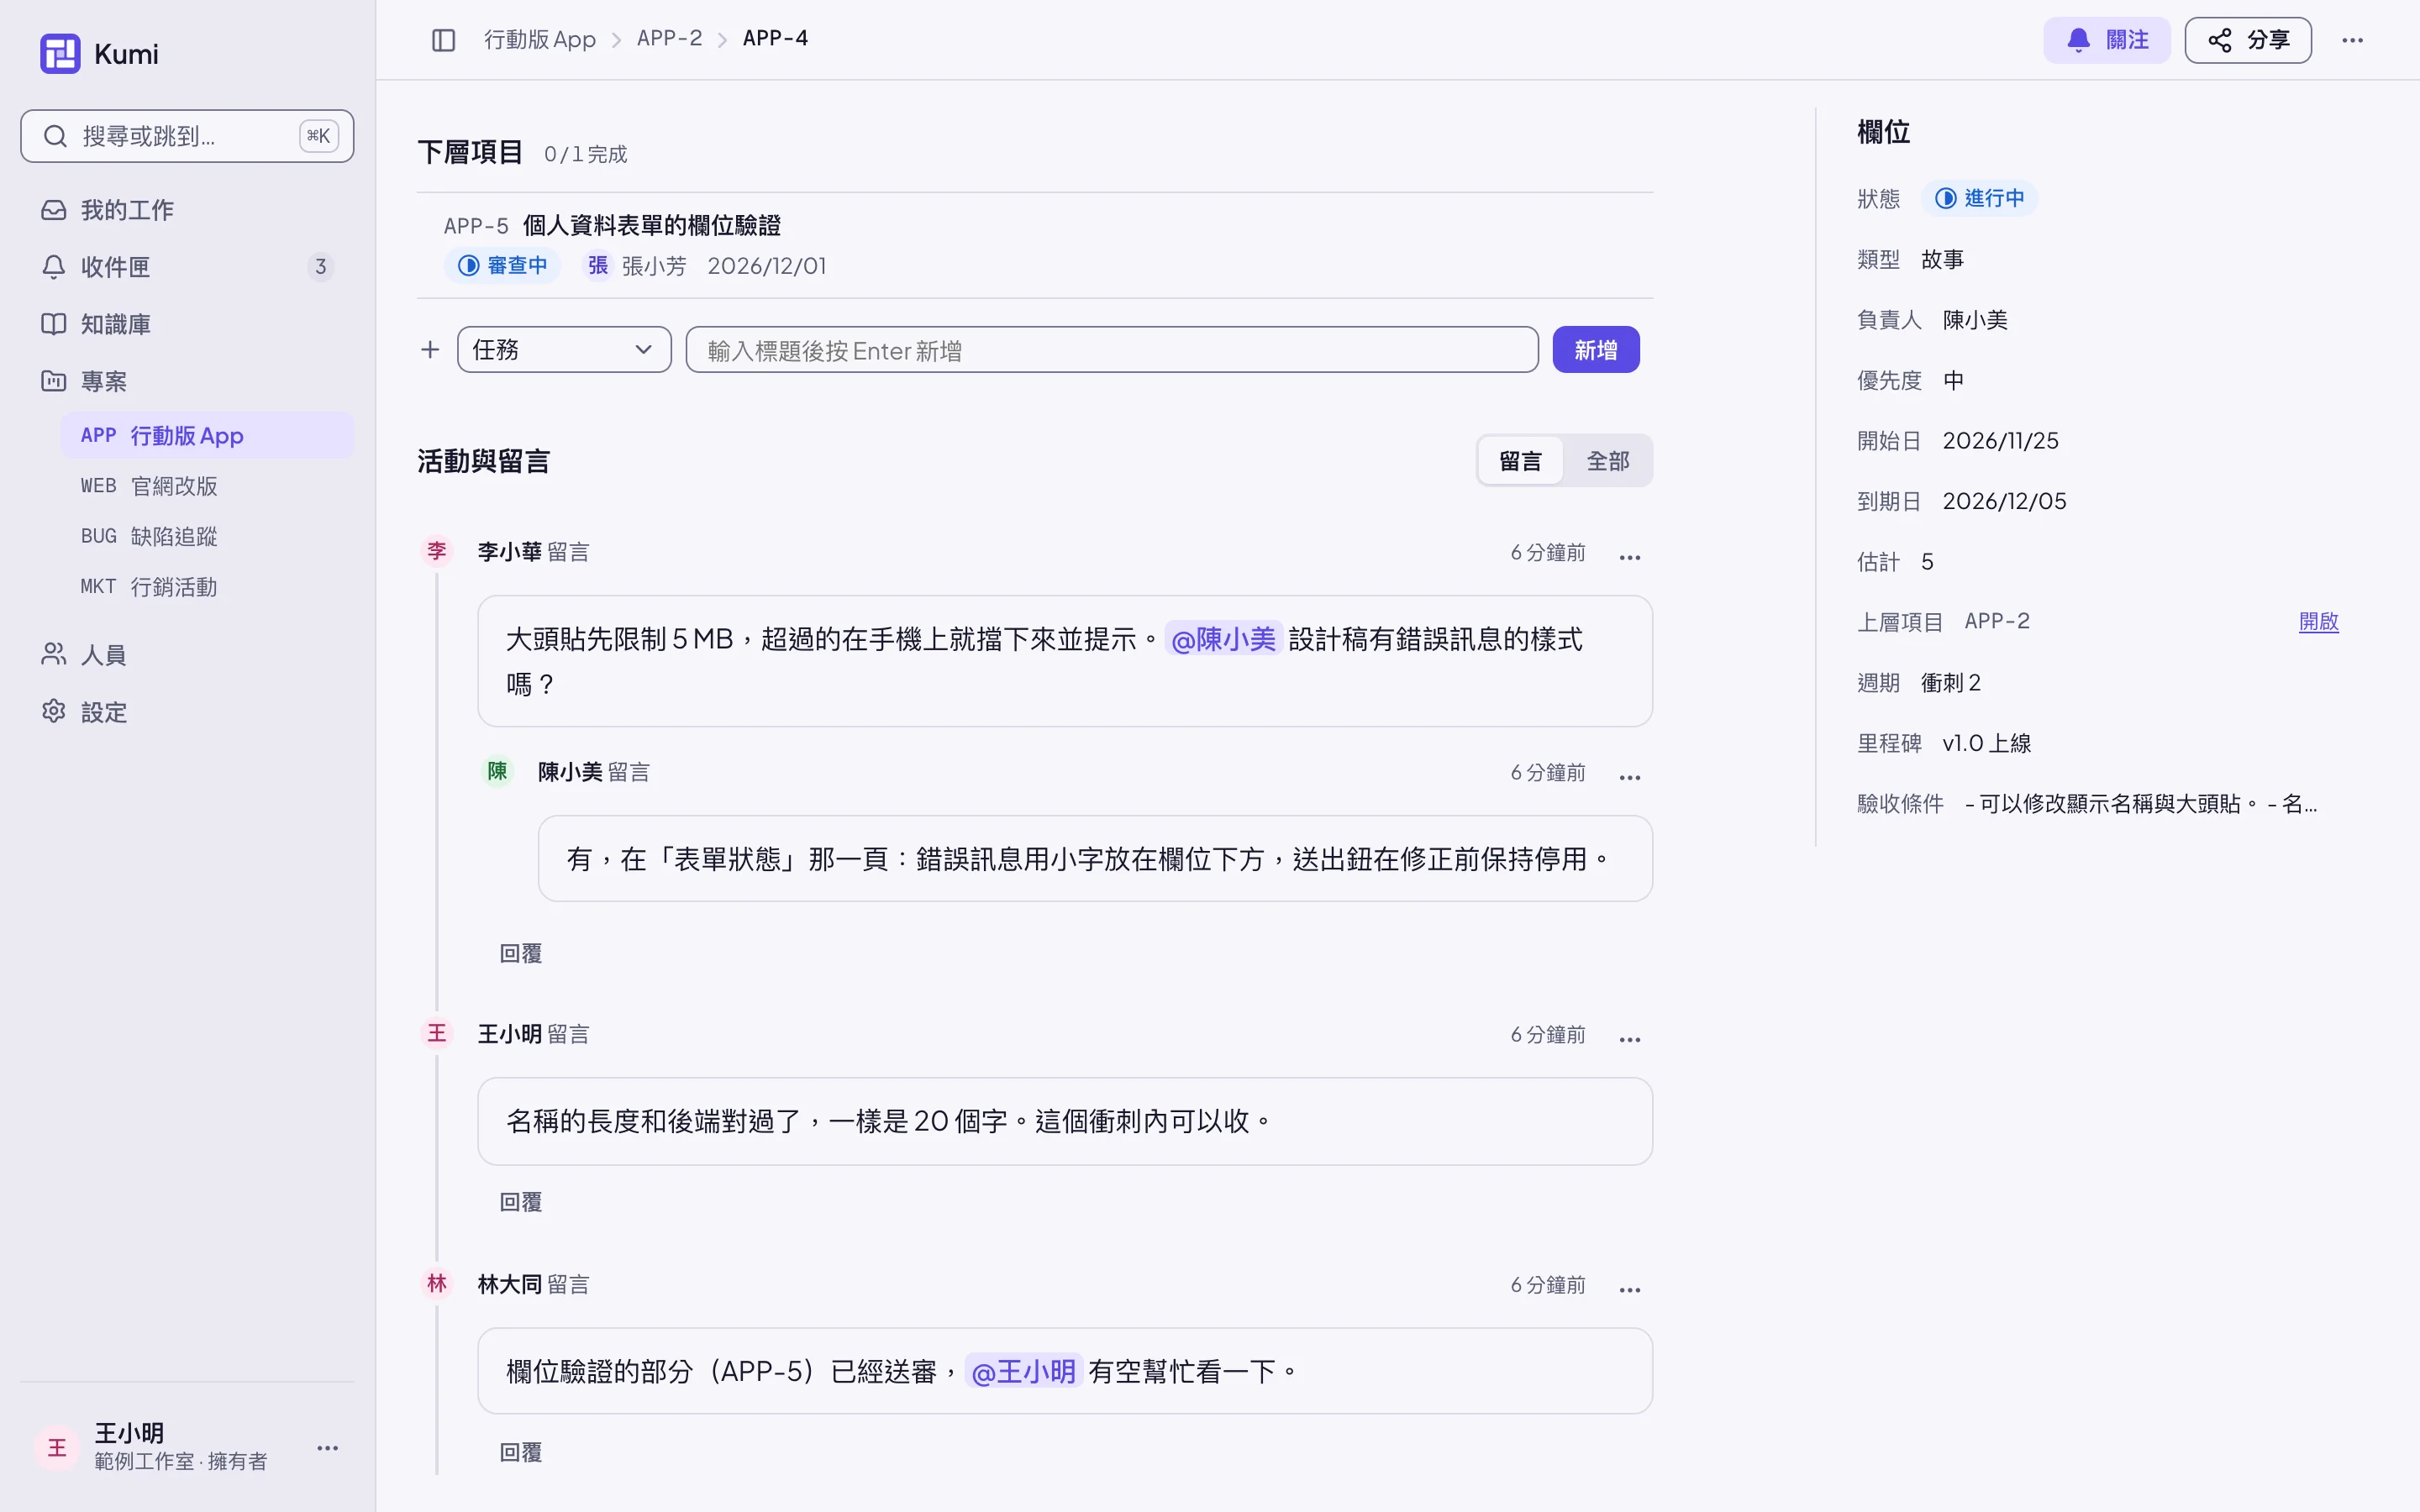 Kumi
搜尋或跳到... ⌘K
我的工作
收件匣 3
知識庫
專案
APP 行動版 App
WEB 官網改版
BUG 缺陷追蹤
MKT 行銷活動
人員
設定
王小明
範例工作室 · 擁有者
行動版 App APP-2 APP-4
關注 分享
下層項目 0 / 1 完成
APP-5 個人資料表單的欄位驗證
審查中 張 張小芳 2026/12/01
任務 輸入標題後按 Enter 新增 新增
活動與留言 留言 全部
李 李小華 留言 6 分鐘前
大頭貼先限制 5 MB，超過的在手機上就擋下來並提示。@陳小美 設計稿有錯誤訊息的樣式
嗎？
陳 陳小美 留言 6 分鐘前
有，在「表單狀態」那一頁：錯誤訊息用小字放在欄位下方，送出鈕在修正前保持停用。
回覆
王 王小明 留言 6 分鐘前
名稱的長度和後端對過了，一樣是 20 個字。這個衝刺內可以收。
回覆
林 林大同 留言 6 分鐘前
欄位驗證的部分（APP-5）已經送審，@王小明 有空幫忙看一下。
回覆
欄位
狀態 進行中
類型 故事
負責人 陳小美
優先度 中
開始日 2026/11/25
到期日 2026/12/05
估計 5
上層項目 APP-2 開啟
週期 衝刺 2
里程碑 v1.0 上線
驗收條件 - 可以修改顯示名稱與大頭貼。 - 名...
王